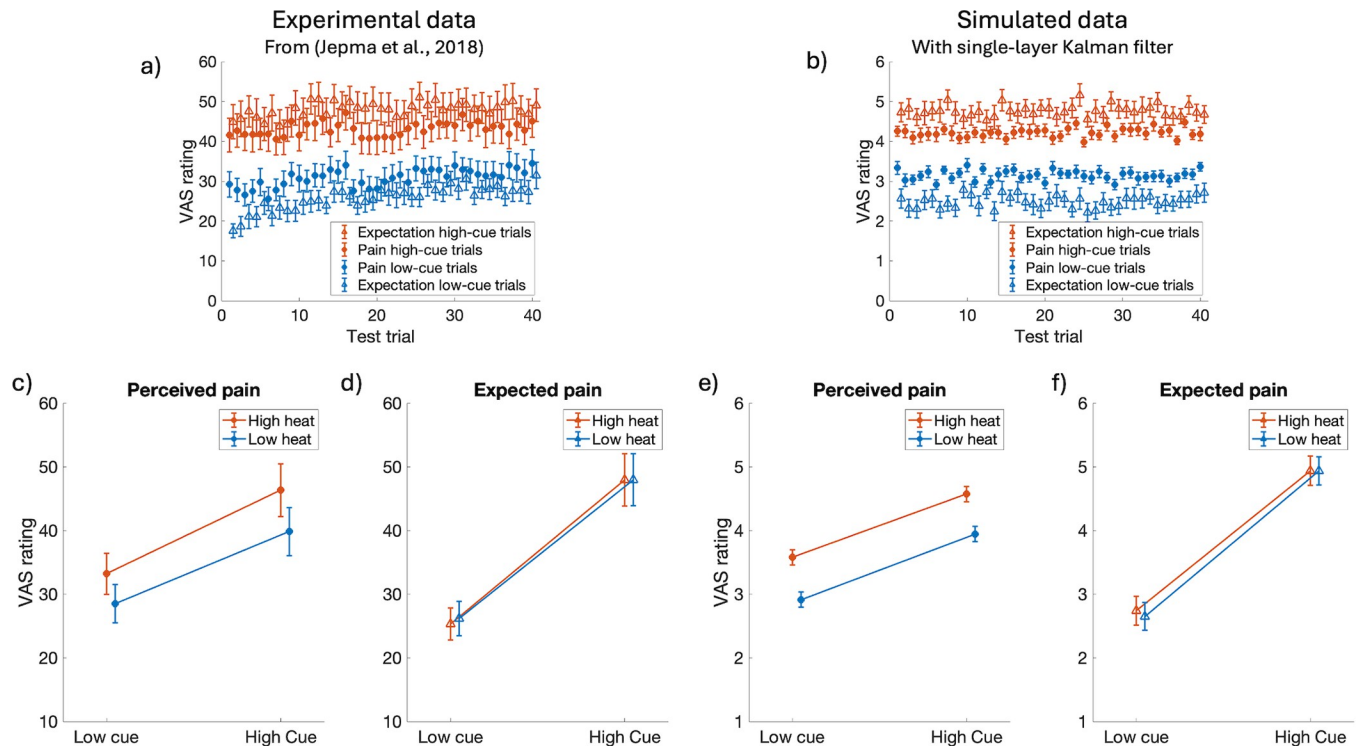 Experimental data
From (Jepma et al., 2018)
Simulated data
With single-layer Kalman filter
a)
60
50
40
30
20
10
0
VAS rating
0
10
20
30
40
Test trial
Expectation high-cue trials
Pain high-cue trials
Pain low-cue trials
Expectation low-cue trials
b)
6
5
4
3
2
1
0
VAS rating
0
10
20
30
40
Test trial
Expectation high-cue trials
Pain high-cue trials
Pain low-cue trials
Expectation low-cue trials
c)
Perceived pain
60
50
40
30
20
10
VAS rating
High heat
Low heat
Low cue
High Cue
d)
Expected pain
60
50
40
30
20
10
High heat
Low heat
Low cue
High Cue
e)
Perceived pain
6
5
4
3
2
1
VAS rating
High heat
Low heat
Low cue
High Cue
f)
Expected pain
6
5
4
3
2
1
High heat
Low heat
Low cue
High Cue